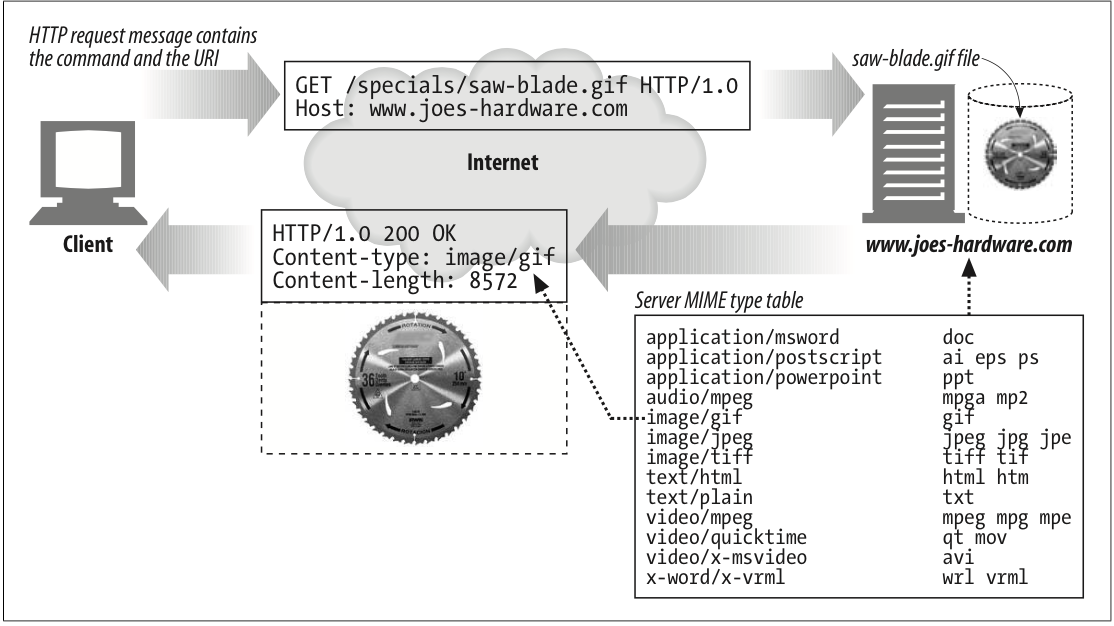 HTTP request message contains
the command and the URI
GET /specials/saw-blade.gif HTTP/1.0
Host: www.joes-hardware.com
saw-blade.gif file
Internet
Client
HTTP/1.0 200 OK
Content-type: image/gif
Content-length: 8572
www.joes-hardware.com
ROTATION
36
10"
ROTATION
Server MIME type table
application/msword doc
application/postscript ai eps ps
application/powerpoint ppt
audio/mpeg mpga mp2
image/gif gif
image/jpeg jpeg jpg jpe
image/tiff tiff tif
text/html html htm
text/plain txt
video/mpeg mpeg mpg mpe
video/quicktime qt mov
video/x-msvideo avi
x-word/x-vrml wrl vrml